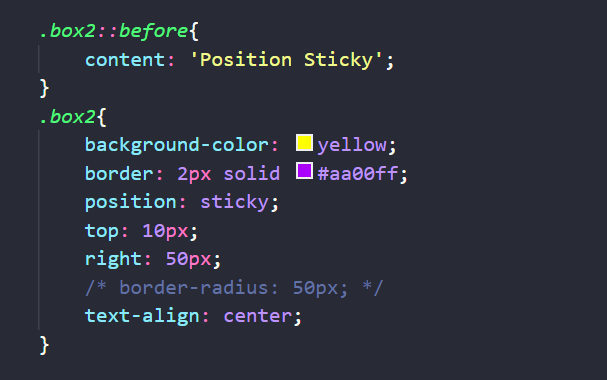 .box2::before{
    content: 'Position Sticky';
}
.box2{
    background-color: yellow;
    border: 2px solid #aa00ff;
    position: sticky;
    top: 10px;
    right: 50px;
    /* border-radius: 50px; */
    text-align: center;
}